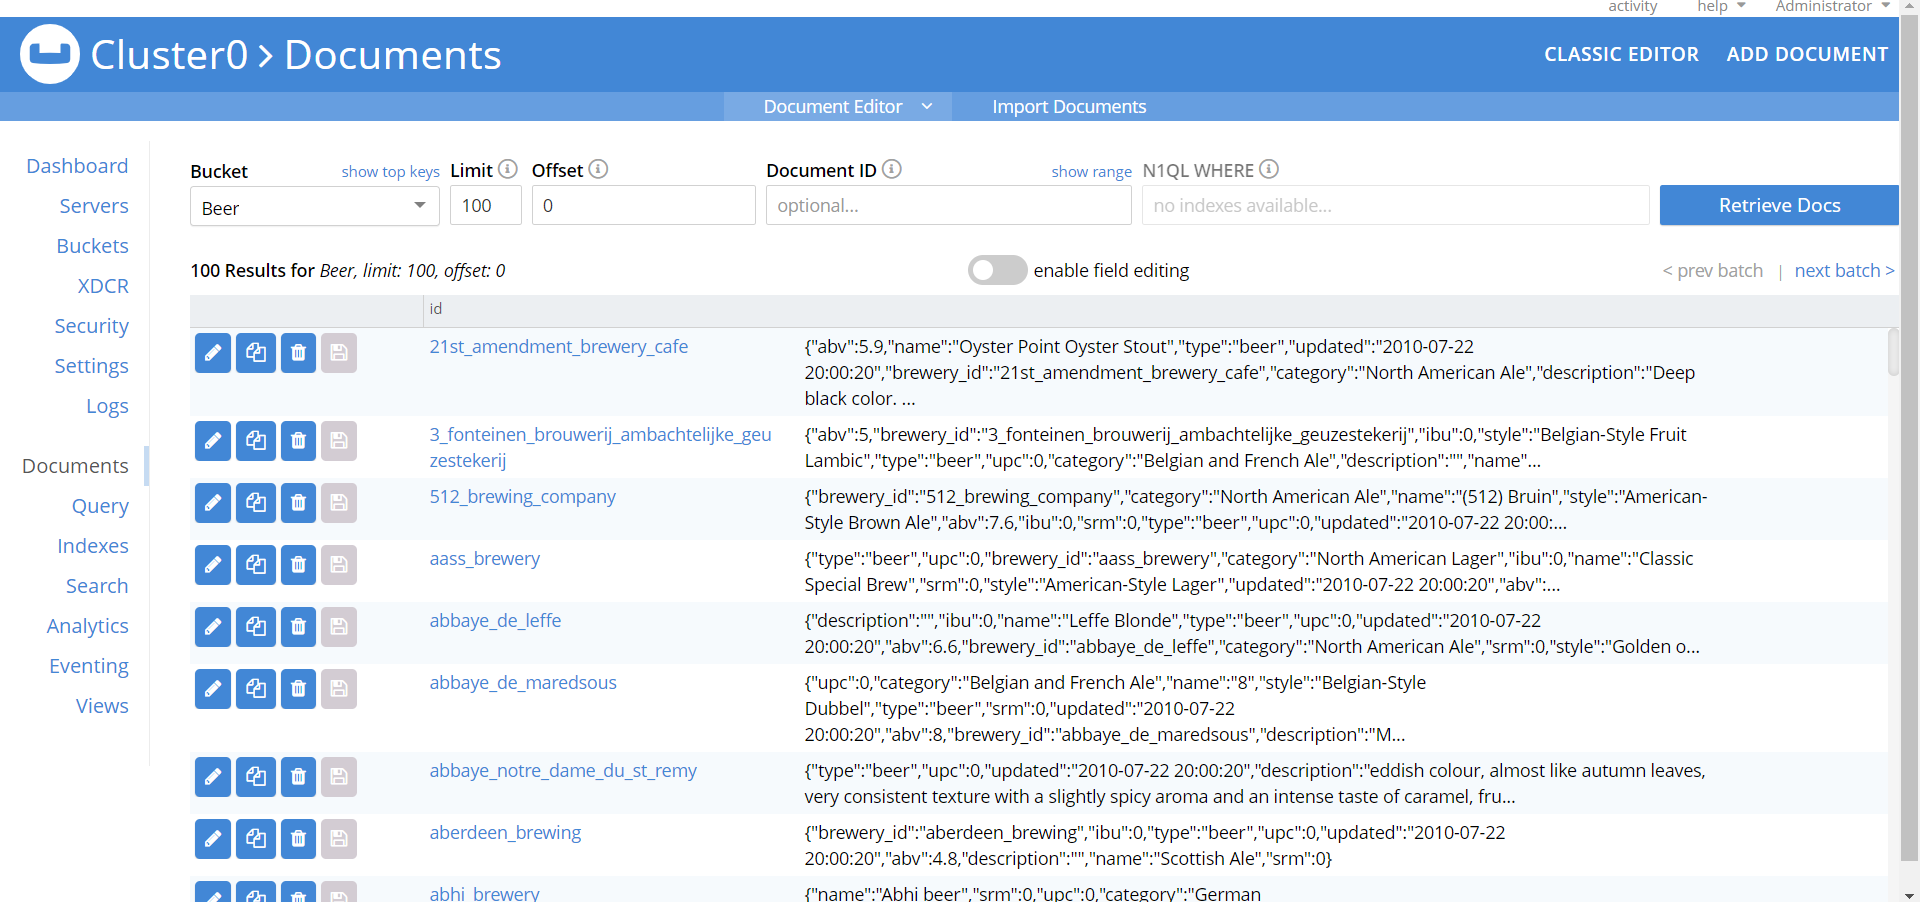 activity help Administrator
Cluster0 > Documents CLASSIC EDITOR ADD DOCUMENT
Document Editor Import Documents
Dashboard
Servers
Buckets
XDCR
Security
Settings
Logs
Documents
Query
Indexes
Search
Analytics
Eventing
Views
Bucket show top keys Limit Offset Document ID show range N1QL WHERE
Beer 100 0 optional... no indexes available... Retrieve Docs
100 Results for Beer, limit: 100, offset: 0 enable field editing < prev batch | next batch >
id
21st_amendment_brewery_cafe {"abv":5.9,"name":"Oyster Point Oyster Stout","type":"beer","updated":"2010-07-22
20:00:20","brewery_id":"21st_amendment_brewery_cafe","category":"North American Ale","description":"Deep
black color. ...
3_fonteinen_brouwerij_ambachtelijke_geu {"abv":5,"brewery_id":"3_fonteinen_brouwerij_ambachtelijke_geuzestekerij","ibu":0,"style":"Belgian-Style Fruit
zestekerij Lambic","type":"beer","upc":0,"category":"Belgian and French Ale","description":"","name"...
512_brewing_company {"brewery_id":"512_brewing_company","category":"North American Ale","name":"(512) Bruin","style":"American-
Style Brown Ale","abv":7.6,"ibu":0,"srm":0,"type":"beer","upc":0,"updated":"2010-07-22 20:00:...
aass_brewery {"type":"beer","upc":0,"brewery_id":"aass_brewery","category":"North American Lager","ibu":0,"name":"Classic
Special Brew","srm":0,"style":"American-Style Lager","updated":"2010-07-22 20:00:20","abv":...
abbaye_de_leffe {"description":"","ibu":0,"name":"Leffe Blonde","type":"beer","upc":0,"updated":"2010-07-22
20:00:20","abv":6.6,"brewery_id":"abbaye_de_leffe","category":"North American Ale","srm":0,"style":"Golden o...
abbaye_de_maredsous {"upc":0,"category":"Belgian and French Ale","name":"8","style":"Belgian-Style
Dubbel","type":"beer","srm":0,"updated":"2010-07-22
20:00:20","abv":8,"brewery_id":"abbaye_de_maredsous","description":"M...
abbaye_notre_dame_du_st_remy {"type":"beer","upc":0,"updated":"2010-07-22 20:00:20","description":"eddish colour, almost like autumn leaves,
very consistent texture with a slightly spicy aroma and an intense taste of caramel, fru...
aberdeen_brewing {"brewery_id":"aberdeen_brewing","ibu":0,"type":"beer","upc":0,"updated":"2010-07-22
20:00:20","abv":4.8,"description":"","name":"Scottish Ale","srm":0}
abhi_brewery {"name":"Abhi beer","srm":0,"upc":0,"category":"German